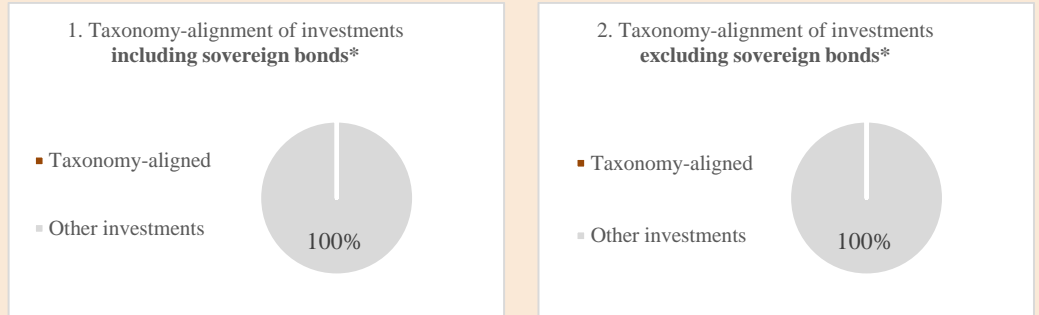 1. Taxonomy-alignment of investments
including sovereign bonds*
Taxonomy-aligned
Other investments
100%
2. Taxonomy-alignment of investments
excluding sovereign bonds*
Taxonomy-aligned
Other investments
100%